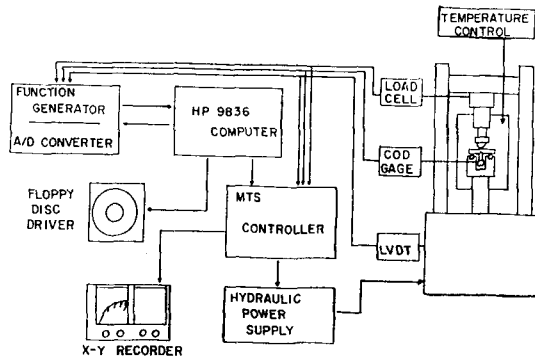 TEMPERATURE
CONTROL
FUNCTION
GENERATOR
A/D CONVERTER
HP 9836
COMPUTER
LOAD
CELL
COD
GAGE
FLOPPY
DISC
DRIVER
MTS
CONTROLLER
LVDT
HYDRAULIC
POWER
SUPPLY
X-Y RECORDER